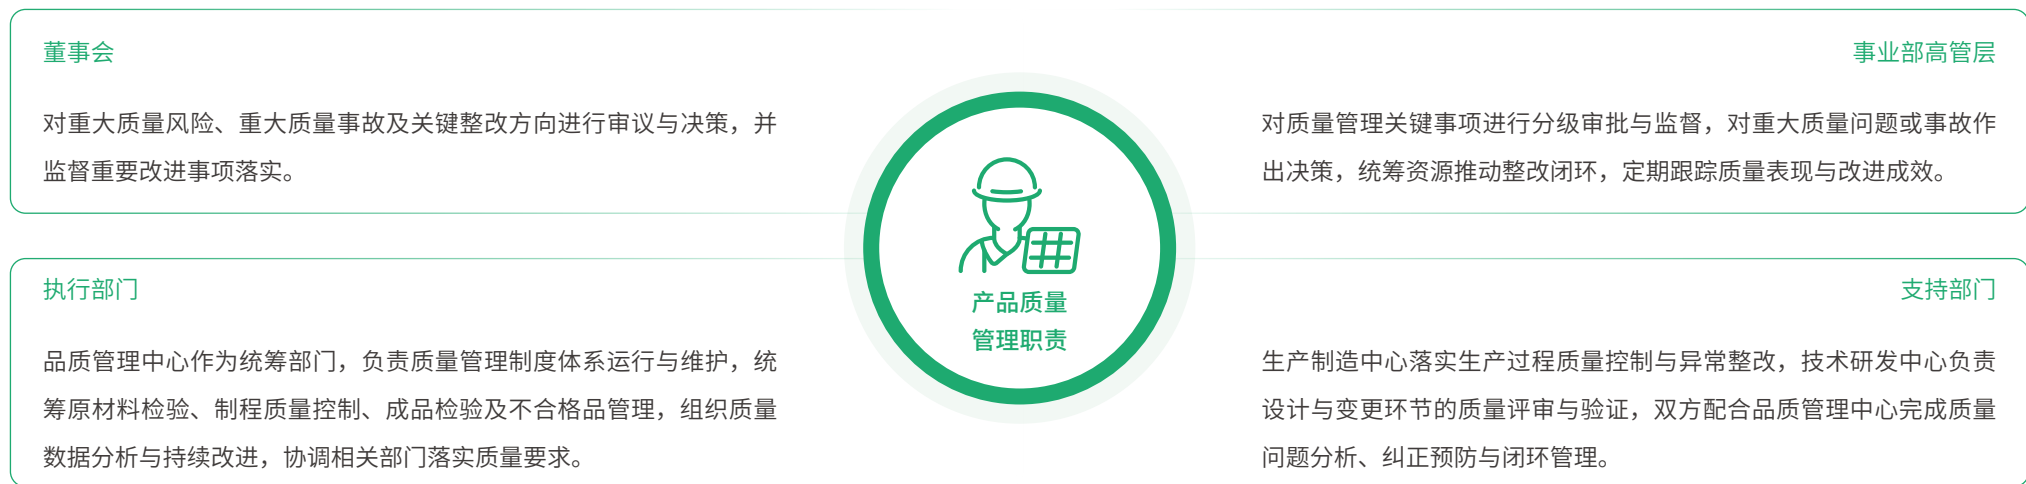 董事会
对重大质量风险、重大质量事故及关键整改方向进行审议与决策，并
监督重要改进事项落实。
事业部高管层
对质量管理关键事项进行分级审批与监督，对重大质量问题或事故作
出决策，统筹资源推动整改闭环，定期跟踪质量表现与改进成效。
产品质量
管理职责
执行部门
品质管理中心作为统筹部门，负责质量管理制度体系运行与维护，统
筹原材料检验、制程质量控制、成品检验及不合格品管理，组织质量
数据分析与持续改进，协调相关部门落实质量要求。
支持部门
生产制造中心落实生产过程质量控制与异常整改，技术研发中心负责
设计与变更环节的质量评审与验证，双方配合品质管理中心完成质量
问题分析、纠正预防与闭环管理。